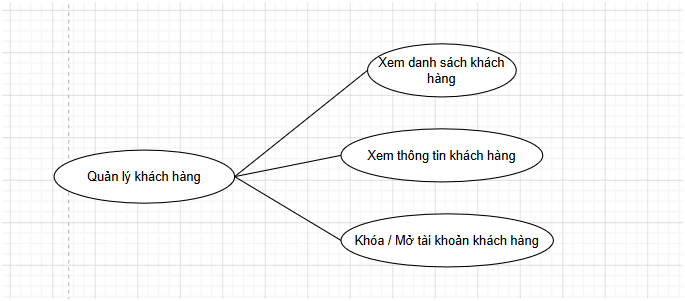 Xem danh sách khách
hàng
Xem thông tin khách hàng
Quản lý khách hàng
Khóa / Mở tài khoản khách hàng